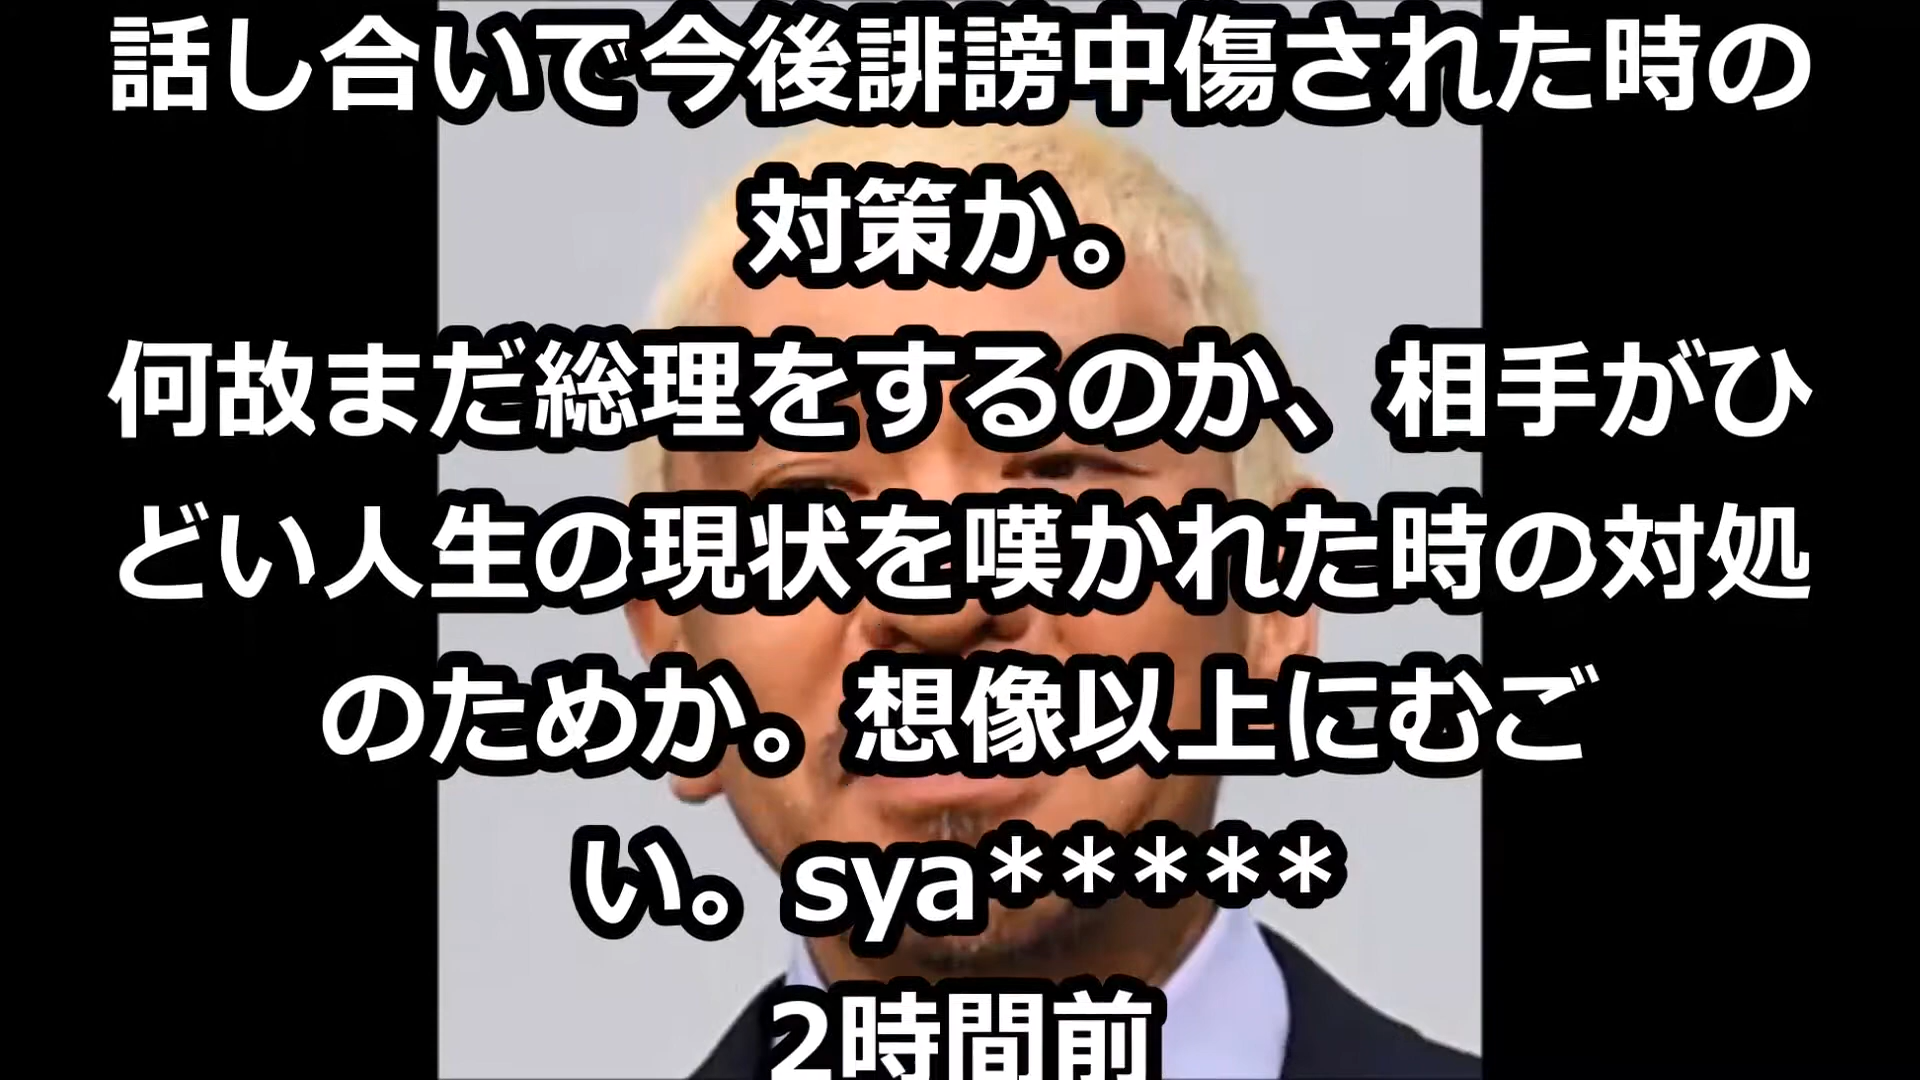 話し合いで今後誹謗中傷された時の
対策か。
何故まだ総理をするのか、相手がひ
どい人生の現状を嘆かれた時の対処
のためか。想像以上にむご
い。sya*****
2時間前